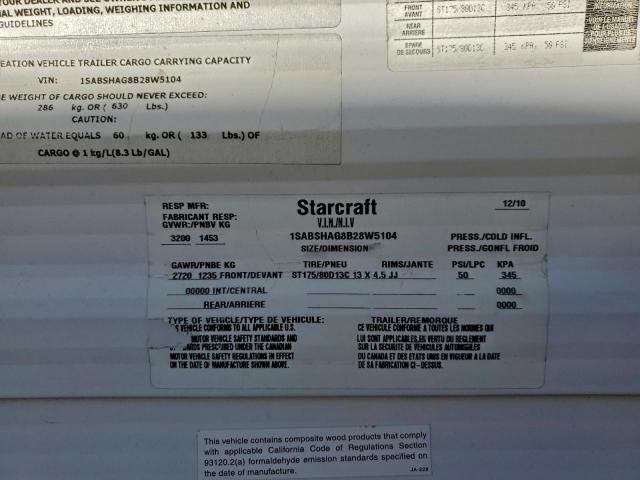 YOUR DEALER AND
AL WEIGHT, LOADING, WEIGHING INFORMATION AND
GUIDELINES
EATION VEHICLE TRAILER CARGO CARRYING CAPACITY
VIN: 1SABSHAG8B28W5104
E WEIGHT OF CARGO SHOULD NEVER EXCEED:
286 kg. OR ( 630 Lbs.)
CAUTION:
AD OF WATER EQUALS 60 kg. OR ( 133 Lbs.) OF
CARGO @ 1 kg/L(8.3 Lb/GAL)
FRONT
AVANT
ST175/80D13C 345 KPA, 50 PSI
REAR
ARRIERE
SPARE
DE SECOURS ST175/80D13C 345 KPA, 50 PSI
RESP MFR: Starcraft 12/10
FABRICANT RESP: V.I.N./N.I.V
GVWR:/PNBV KG
3200 1453 1SABSHAG8B28W5104 PRESS./COLD INFL.
SIZE/DIMENSION PRESS./GONFL FROID
GAWR/PNBE KG TIRE/PNEU RIMS/JANTE PSI/LPC KPA
2720 1235 FRONT/DEVANT ST175/80D13C 13 X 4.5 JJ 50 345
00000 INT/CENTRAL 0000
REAR/ARRIERE 0000
TYPE OF VEHICLE/TYPE DE VEHICULE: TRAILER/REMORQUE
S VEHICLE CONFORMS TO ALL APPLICABLE U.S. CE VEHICULE CONFORME A TOUTES LES NORMES QUI
MOTOR VEHICLE SAFETY STANDARDS AND LUI SONT APPLICABLES,EN VERTU DU REGLEMENT
DARDS PRESCRIBED UNDER THE CANADIAN SUR LA SECURITE DE VEHICULES AUTOMOBILES
MOTOR VEHICLE SAFETY REGULATIONS IN EFFECT DU CANADA ET DES ETATS UNIS EN VIGUEUR A LA DATE
ON THE DATE OF MANUFACTURE SHOWN ABOVE. DE SA FABRICATION CI-DESSUS.
This vehicle contains composite wood products that comply
with applicable California Code of Regulations Section
93120.2(a) formaldehyde emission standards specified on
the date of manufacture. JA-228